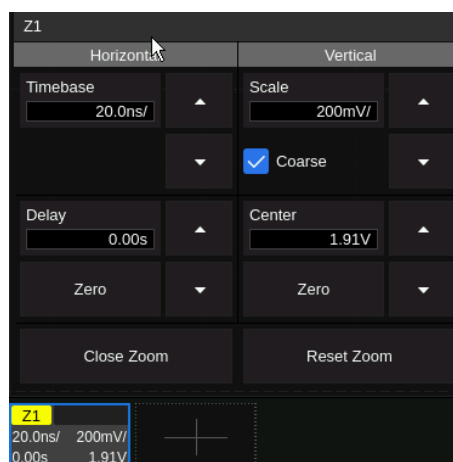 Z1
Horizontal Vertical
Timebase Scale
20.0ns/ 200mV/
Coarse
Delay Center
0.00s 1.91V
Zero Zero
Close Zoom Reset Zoom
Z1
20.0ns/ 200mV/
0.00s 1.91V